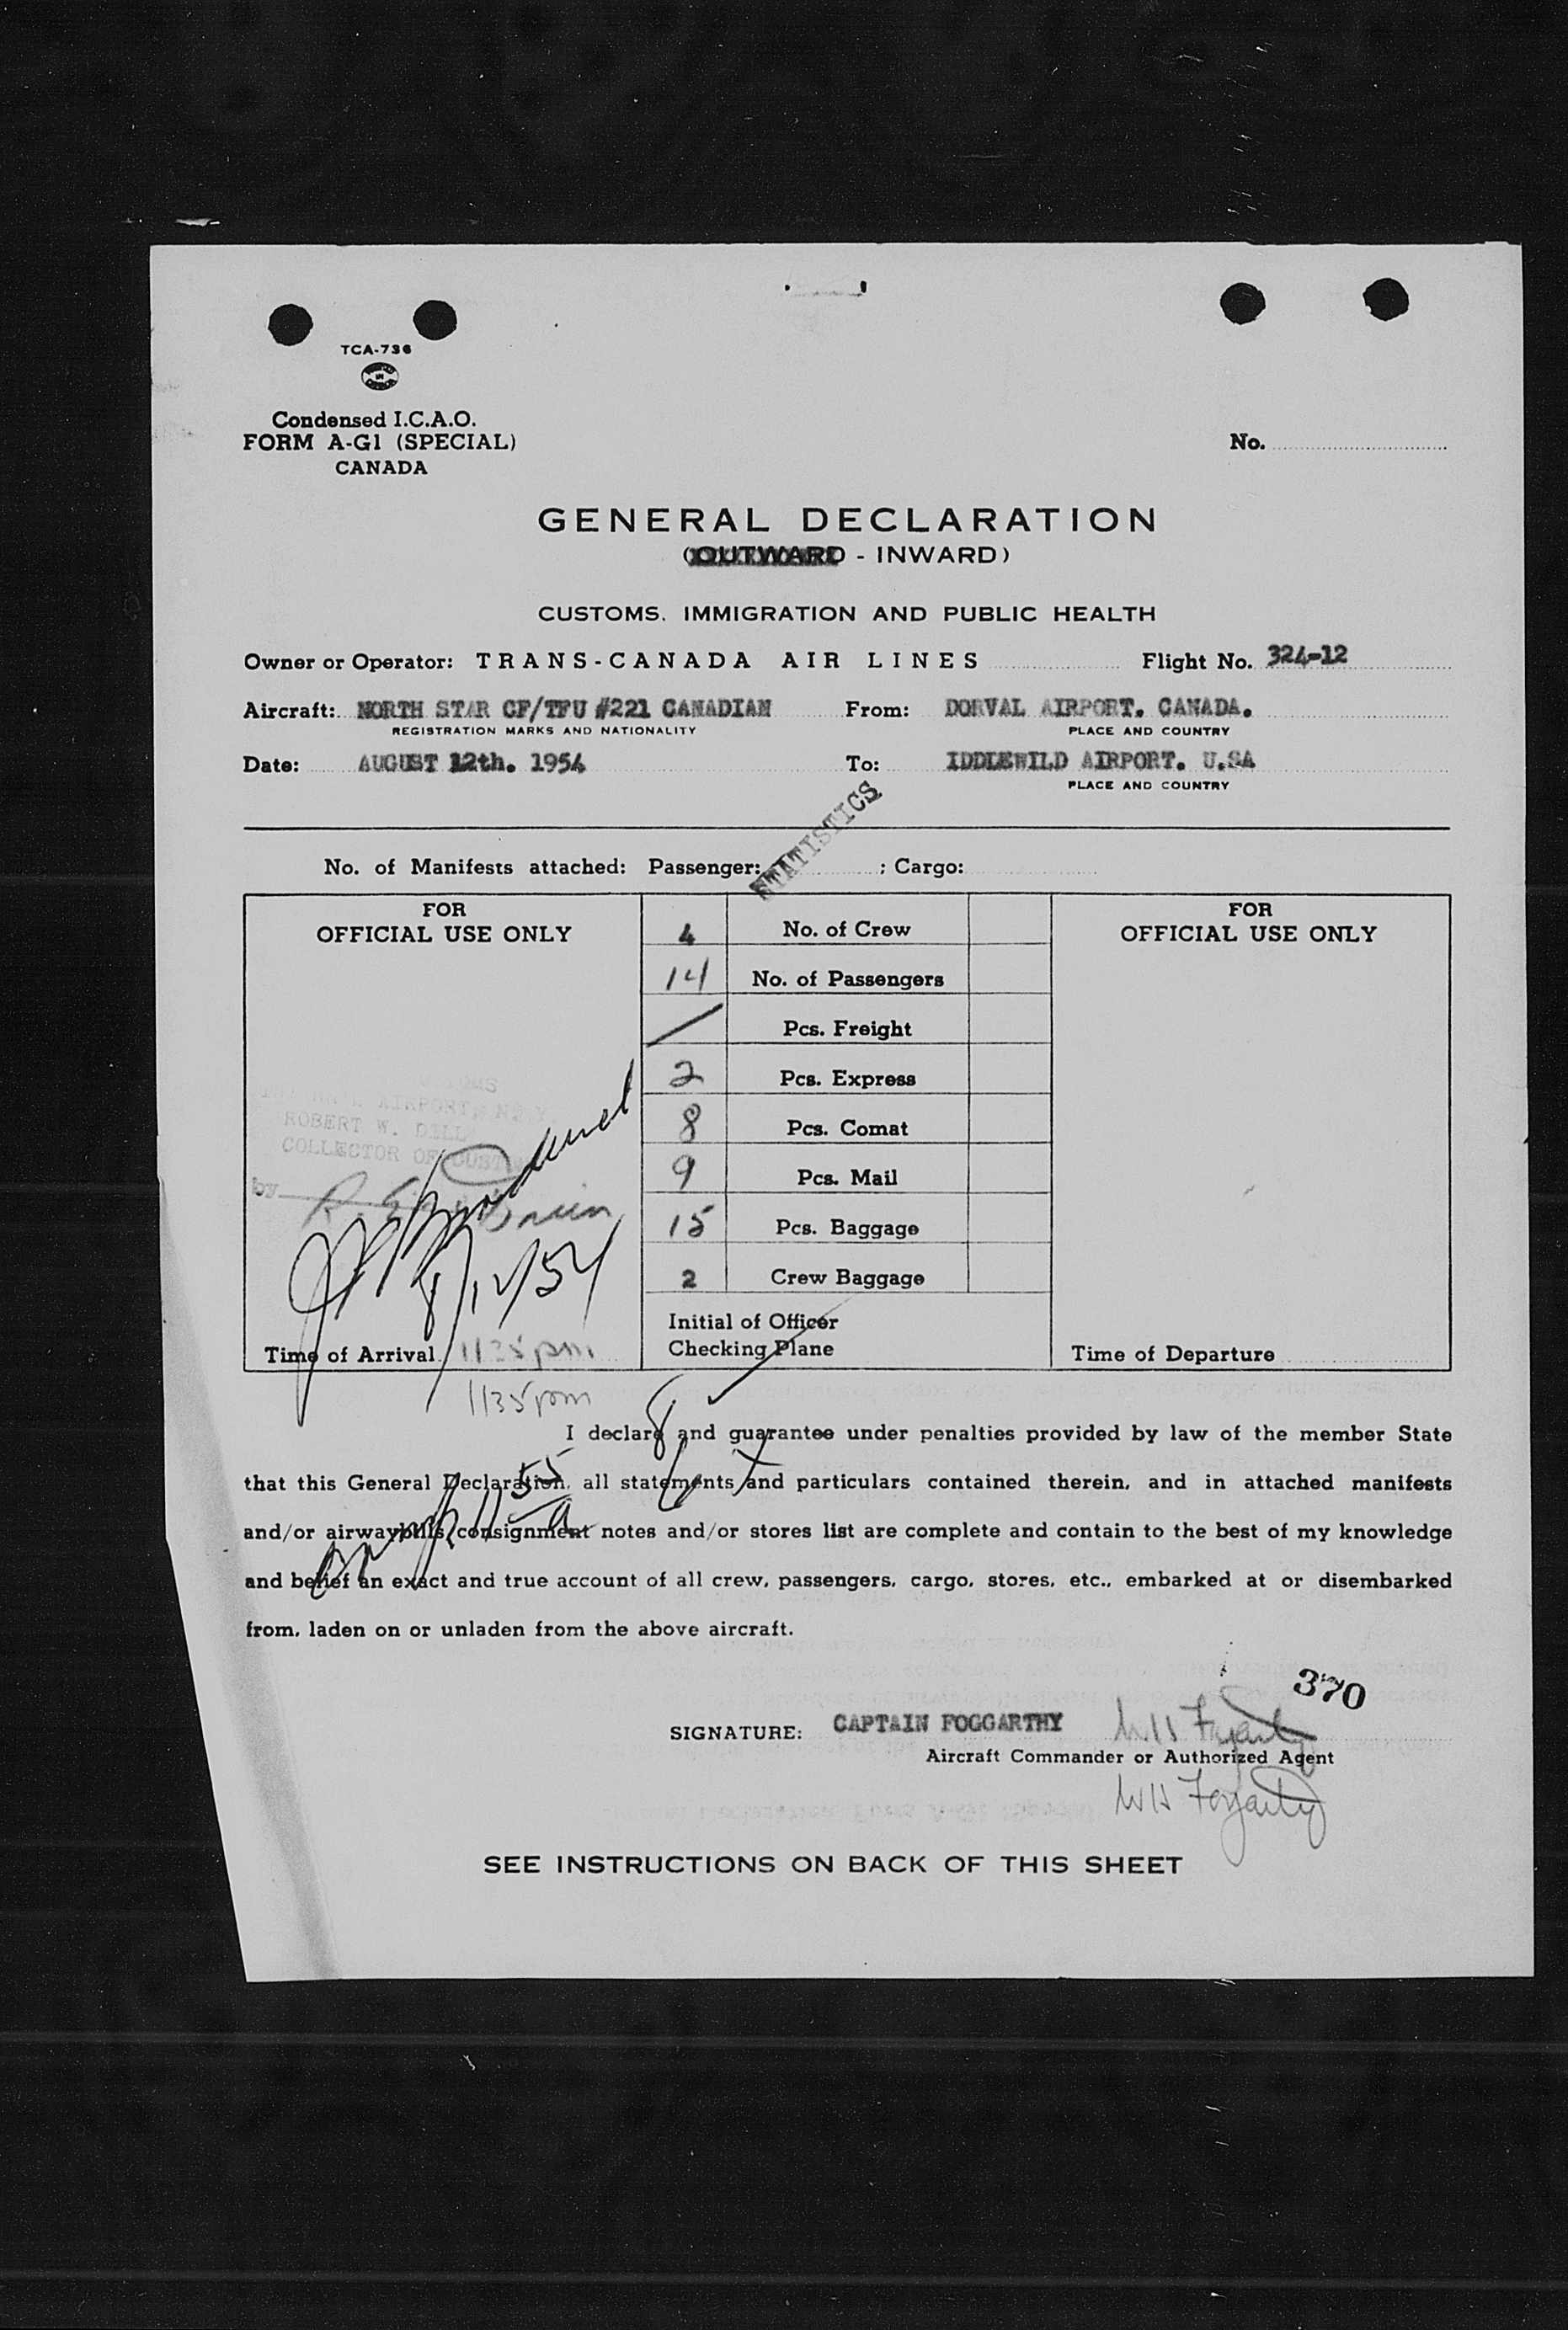 TCA-736
Condensed I.C.A.O.
FORM A-G1 (SPECIAL)
CANADA
No.
GENERAL DECLARATION
(OUTWARD - INWARD)
CUSTOMS, IMMIGRATION AND PUBLIC HEALTH
Owner or Operator: TRANS-CANADA AIR LINES Flight No. 324-12
Aircraft: NORTH STAR CF/TFU #221 CANADIAN From: DORVAL AIRPORT. CANADA.
REGISTRATION MARKS AND NATIONALITY PLACE AND COUNTRY
Date: AUGUST 12th. 1954 To: IDDLEWILD AIRPORT. U.SA
PLACE AND COUNTRY
STATISTICS
No. of Manifests attached: Passenger: ; Cargo:
FOR
OFFICIAL USE ONLY
4 No. of Crew
14 No. of Passengers
Pcs. Freight
2 Pcs. Express
8 Pcs. Comat
9 Pcs. Mail
15 Pcs. Baggage
2 Crew Baggage
Initial of Officer
Checking Plane
FOR
OFFICIAL USE ONLY
AIRPORT, N.Y.
ROBERT W. DILL
COLLECTOR OF CUSTOMS
by
8/12/54
Time of Arrival 1135pm
1135pm
Time of Departure
I declare and guarantee under penalties provided by law of the member State
that this General Declaration, all statements and particulars contained therein, and in attached manifests
and/or airwaybills, consignment notes and/or stores list are complete and contain to the best of my knowledge
and belief an exact and true account of all crew, passengers, cargo, stores, etc., embarked at or disembarked
from, laden on or unladen from the above aircraft.
370
SIGNATURE: CAPTAIN FOGGARTHY WH Fogarty
Aircraft Commander or Authorized Agent
WH Fogarty
SEE INSTRUCTIONS ON BACK OF THIS SHEET